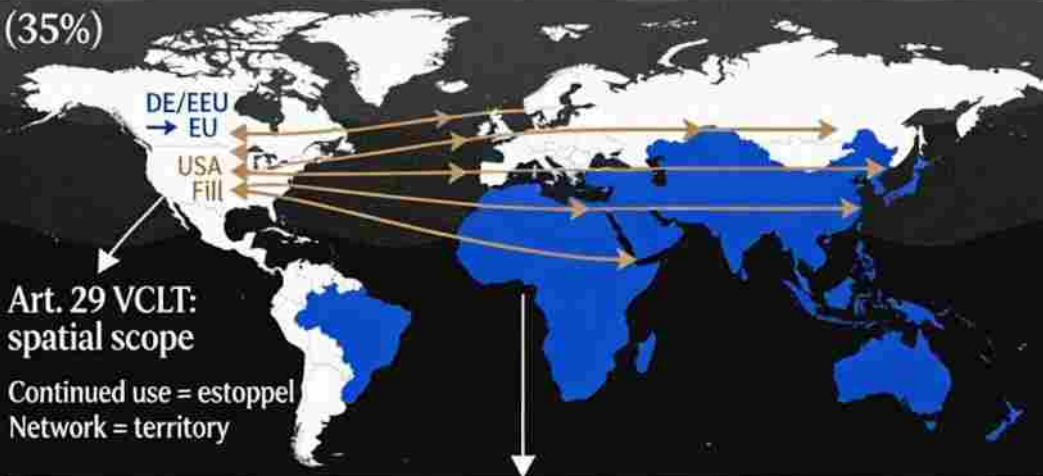 (35%)
DE/EEU
→ EU
USA
Fill
Art. 29 VCLT:
spatial scope
Continued use = estoppel
Network = territory